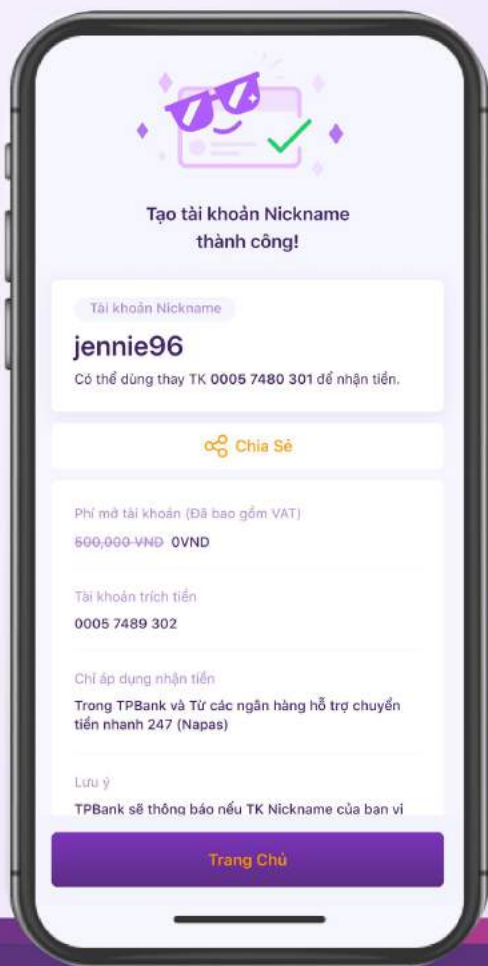 Tạo tài khoản Nickname
thành công!
Tài khoản Nickname
jennie96
Có thể dùng thay TK 0005 7480 301 để nhận tiền.
Chia Sẻ
Phí mở tài khoản (Đã bao gồm VAT)
500,000 VND 0VND
Tài khoản trích tiền
0005 7489 302
Chỉ áp dụng nhận tiền
Trong TPBank và Từ các ngân hàng hỗ trợ chuyển
tiền nhanh 247 (Napas)
Lưu ý
TPBank sẽ thông báo nếu TK Nickname của bạn vi
Trang Chủ